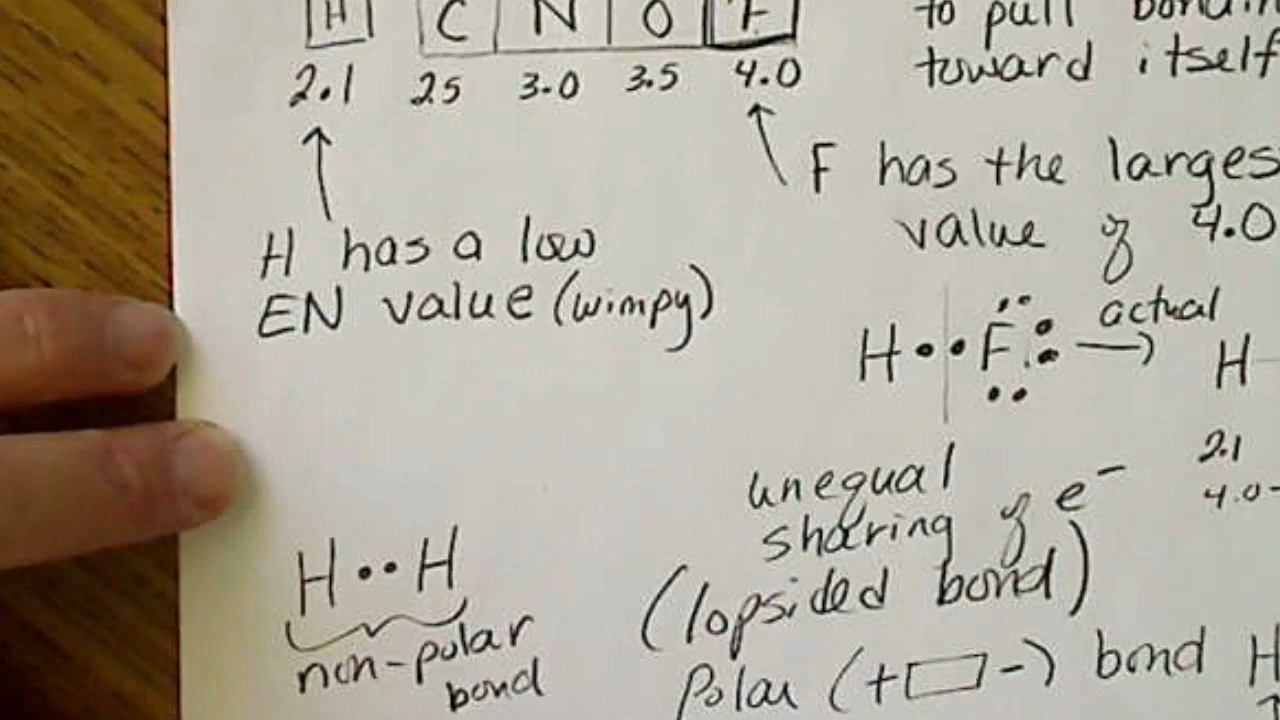 H C N O F
2.1 2.5 3.0 3.5 4.0
to pull
toward itself
F has the larges
value of 4.0
H has a low
EN value (wimpy)
H••F actual → H
2.1
4.0-
unequal
sharing of e⁻
(lopsided bond)
Polar (+ -) bond H
H••H
non-polar
bond